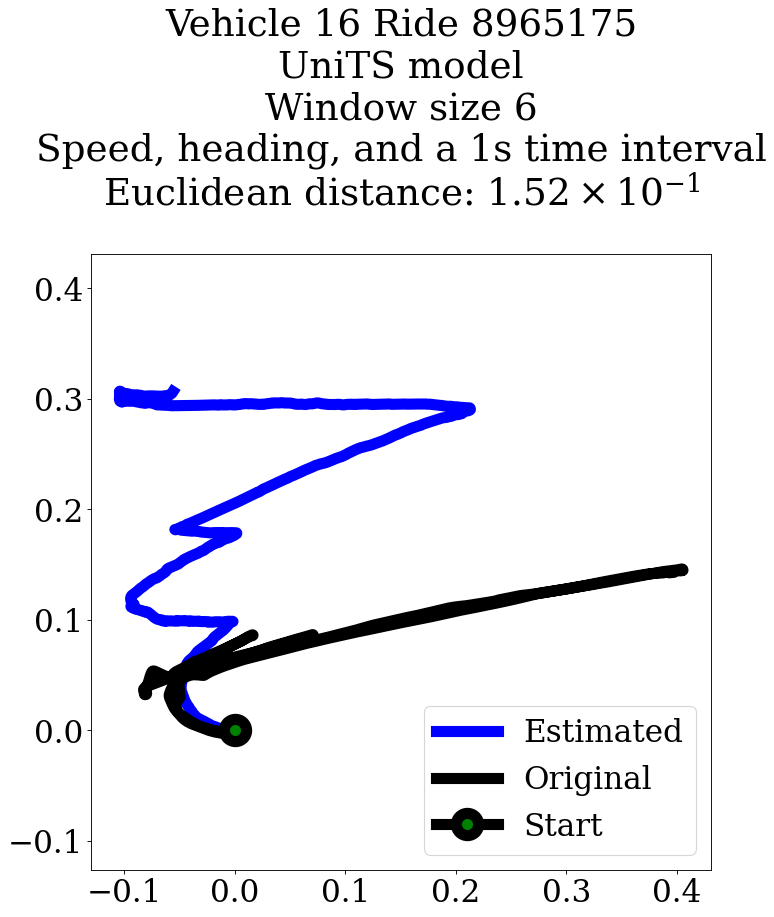 Vehicle 16 Ride 8965175
UniTS model
Window size 6
Speed, heading, and a 1s time interval
Euclidean distance: $1.52 \times 10^{-1}$
0.4
0.3
0.2
0.1
0.0
−0.1
−0.1 0.0 0.1 0.2 0.3 0.4
Estimated
Original
Start